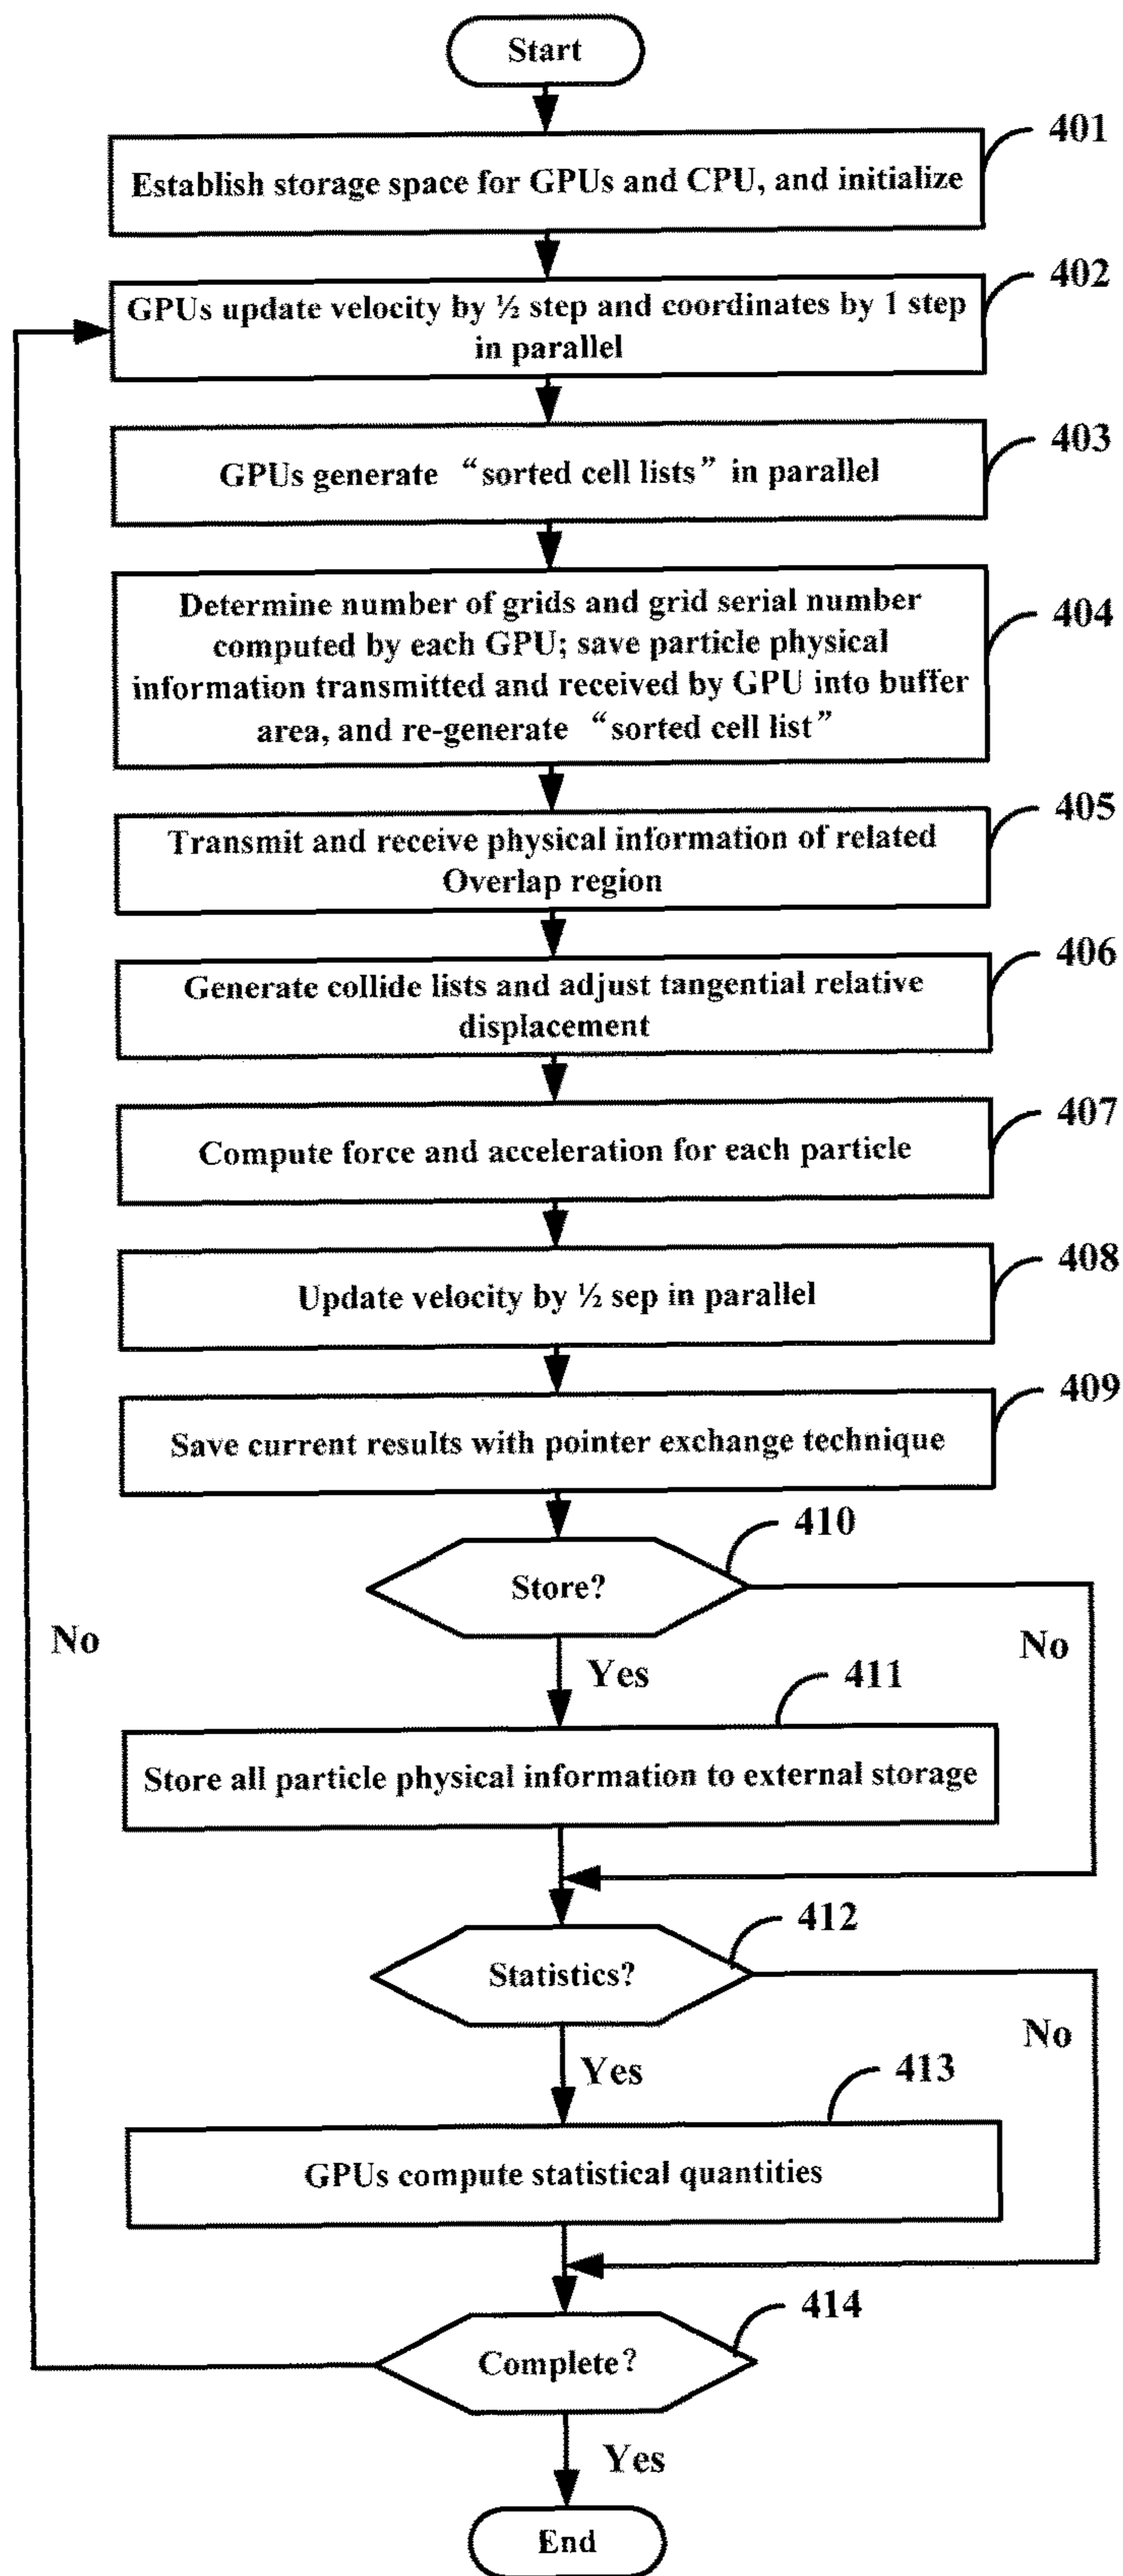 Start
401
Establish storage space for GPUs and CPU, and initialize
402
GPUs update velocity by ½ step and coordinates by 1 step
in parallel
403
GPUs generate “sorted cell lists” in parallel
404
Determine number of grids and grid serial number
computed by each GPU; save particle physical
information transmitted and received by GPU into buffer
area, and re-generate “sorted cell list”
405
Transmit and receive physical information of related
Overlap region
406
Generate collide lists and adjust tangential relative
displacement
407
Compute force and acceleration for each particle
408
Update velocity by ½ sep in parallel
409
Save current results with pointer exchange technique
410
Store?
No
No
Yes
411
Store all particle physical information to external storage
412
Statistics?
No
Yes
413
GPUs compute statistical quantities
414
Complete?
Yes
End